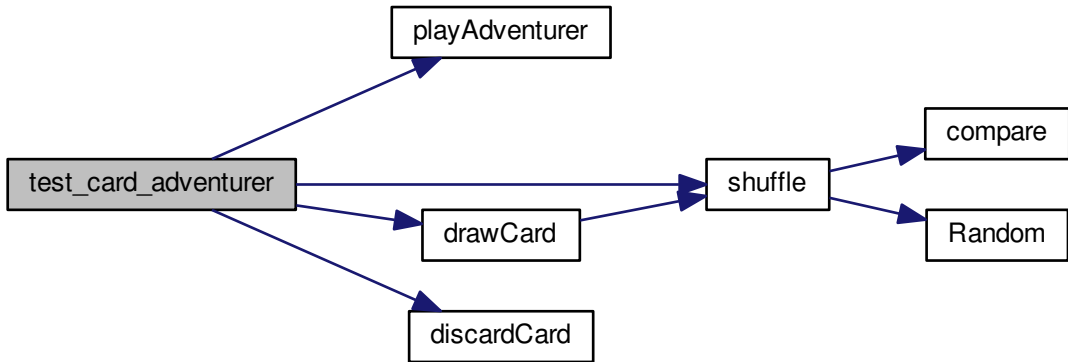 playAdventurer
compare
test_card_adventurer
shuffle
drawCard
Random
discardCard